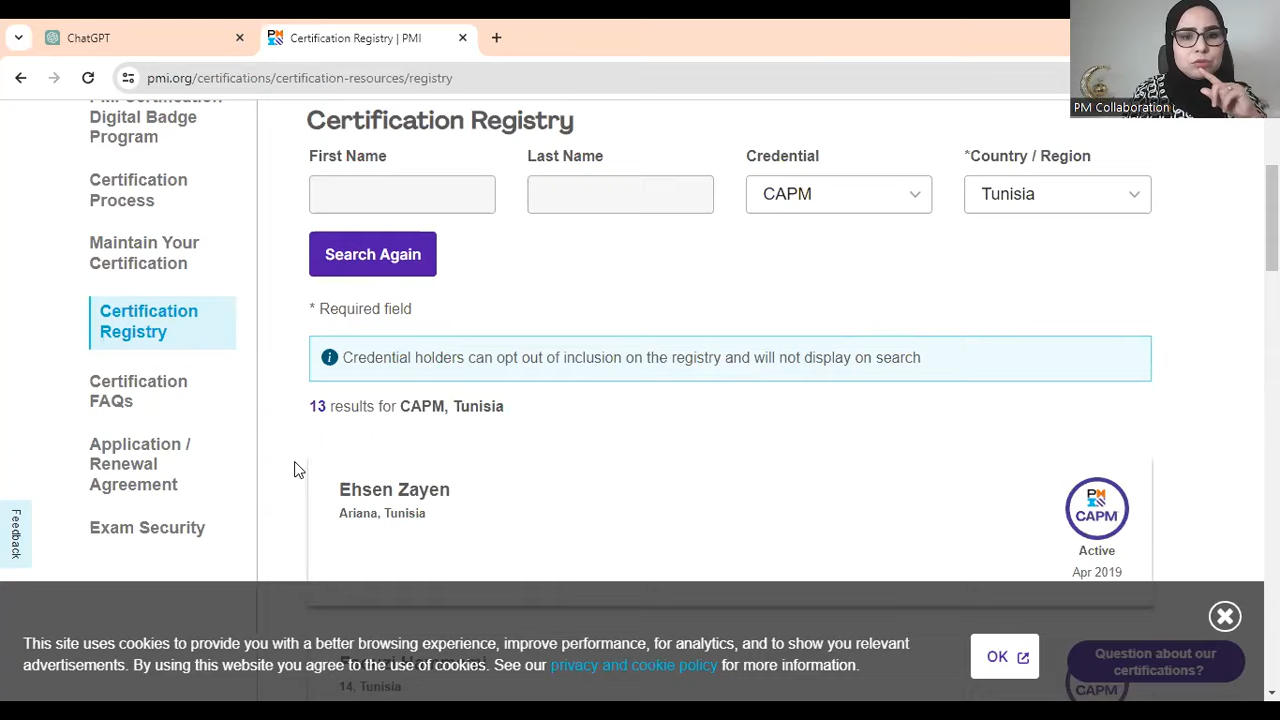 ChatGPT
Certification Registry | PMI
pmi.org/certifications/certification-resources/registry
PM Collaboration
PMI Certification
Digital Badge
Program
Certification
Process
Maintain Your
Certification
Certification
Registry
Certification
FAQs
Application /
Renewal
Agreement
Exam Security
Feedback
Certification Registry
First Name
Last Name
Credential
*Country / Region
CAPM
Tunisia
Search Again
* Required field
Credential holders can opt out of inclusion on the registry and will not display on search
13 results for CAPM, Tunisia
Ehsen Zayen
Ariana, Tunisia
PMI
CAPM
Active
Apr 2019
This site uses cookies to provide you with a better browsing experience, improve performance, for analytics, and to show you relevant
advertisements. By using this website you agree to the use of cookies. See our privacy and cookie policy for more information.
OK
Question about our
certifications?
14, Tunisia
CAPM